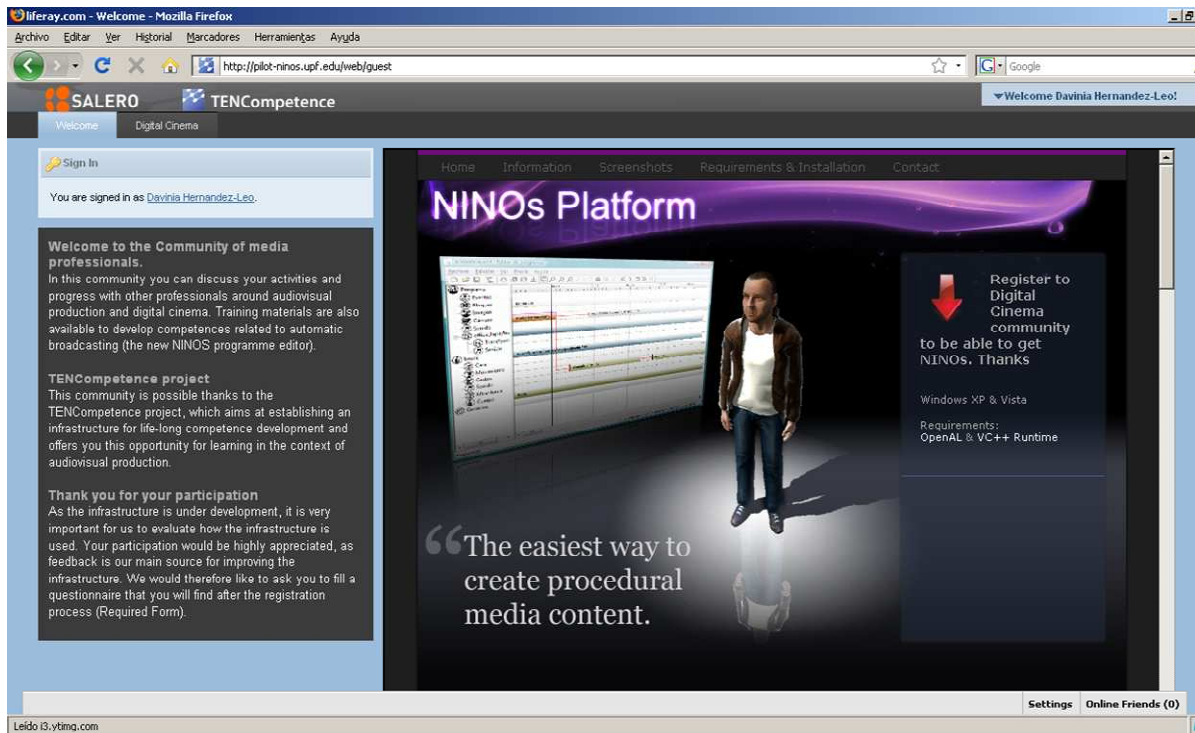 liferay.com - Welcome - Mozilla Firefox
Archivo Editar Ver Historial Marcadores Herramientas Ayuda
http://pilot-ninos.upf.edu/web/guest
Google
SALERO TENCompetence
Welcome Davinia Hernandez-Leo!
Welcome Digital Cinema
Sign In
You are signed in as Davinia Hernandez-Leo.
Welcome to the Community of media
professionals.
In this community you can discuss your activities and
progress with other professionals around audiovisual
production and digital cinema. Training materials are also
available to develop competences related to automatic
broadcasting (the new NINOS programme editor).
TENCompetence project
This community is possible thanks to the
TENCompetence project, which aims at establishing an
infrastructure for life-long competence development and
offers you this opportunity for learning in the context of
audiovisual production.
Thank you for your participation
As the infrastructure is under development, it is very
important for us to evaluate how the infrastructure is
used. Your participation would be highly appreciated, as
feedback is our main source for improving the
infrastructure. We would therefore like to ask you to fill a
questionnaire that you will find after the registration
process (Required Form).
Home Information Screenshots Requirements & Installation Contact
NINOs Platform
Register to
Digital
Cinema
community
to be able to get
NINOs. Thanks
Windows XP & Vista
Requirements:
OpenAL & VC++ Runtime
“The easiest way to
create procedural
media content.
Settings Online Friends (0)
Leído i3.ytimg.com